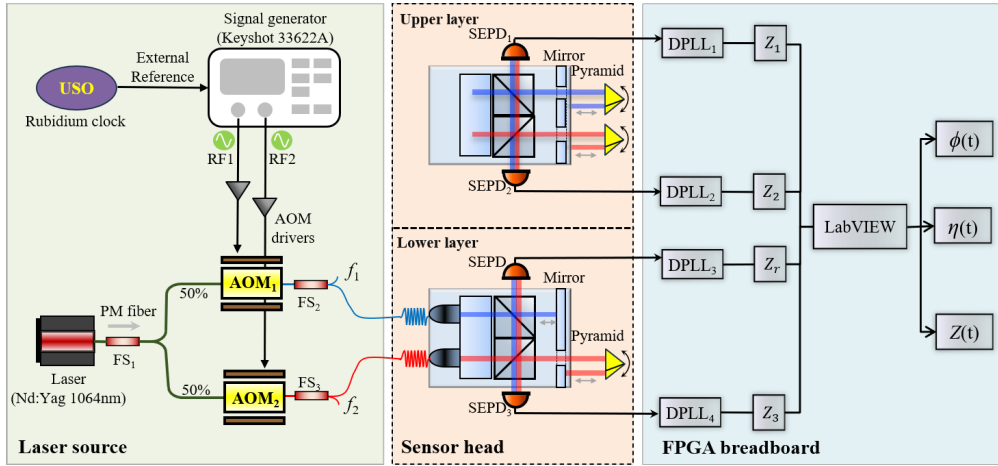 Signal generator
(Keyshot 33622A)
External
Reference
USO
Rubidium clock
RF1
RF2
AOM
drivers
50%
AOM₁
f₁
FS₂
PM fiber
FS₁
Laser
(Nd:Yag 1064nm)
50%
AOM₂
FS₃
f₂
Laser source
Upper layer
SEPD₁
Mirror
Pyramid
SEPD₂
Lower layer
SEPD
Mirror
Pyramid
SEPD₃
Sensor head
DPLL₁
Z₁
DPLL₂
Z₂
DPLL₃
Zᵣ
DPLL₄
Z₃
LabVIEW
ϕ(t)
η(t)
Z(t)
FPGA breadboard